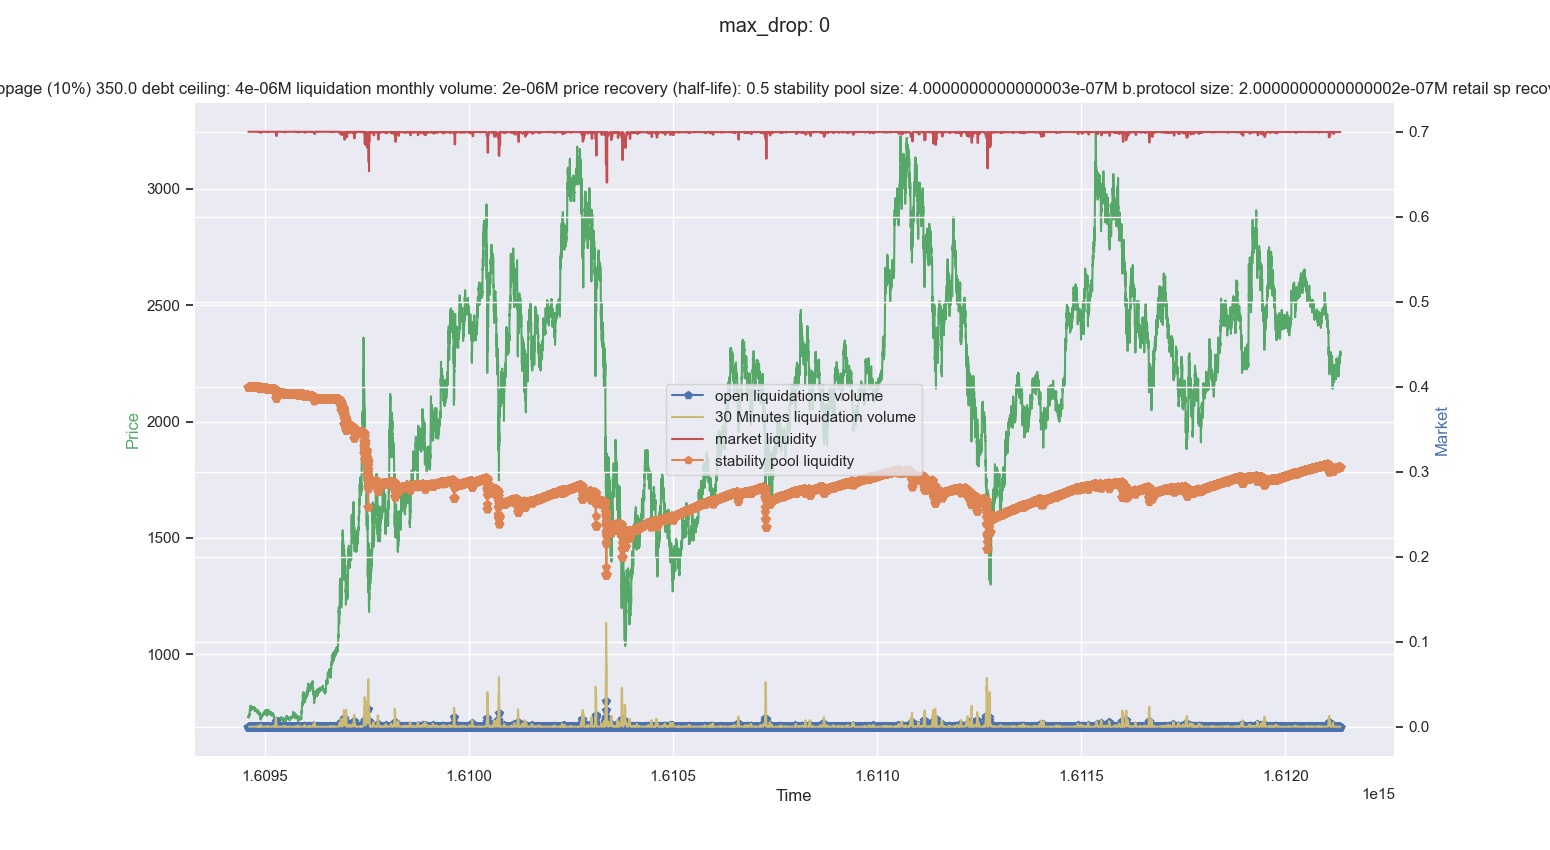 max_drop: 0
(10%) 350.0 debt ceiling: 4e-06M liquidation monthly volume: 2e-06M price recovery (half-life): 0.5 stability pool size: 4.0000000000000003e-07M b.protocol size: 2.0000000000000002e-07M retail sp
3000
2500
2000
1500
1000
Price
0.7
0.6
0.5
0.4
0.3
0.2
0.1
0.0
Market
open liquidations volume
30 Minutes liquidation volume
market liquidity
stability pool liquidity
1.6095 1.6100 1.6105 1.6110 1.6115 1.6120
Time
1e15